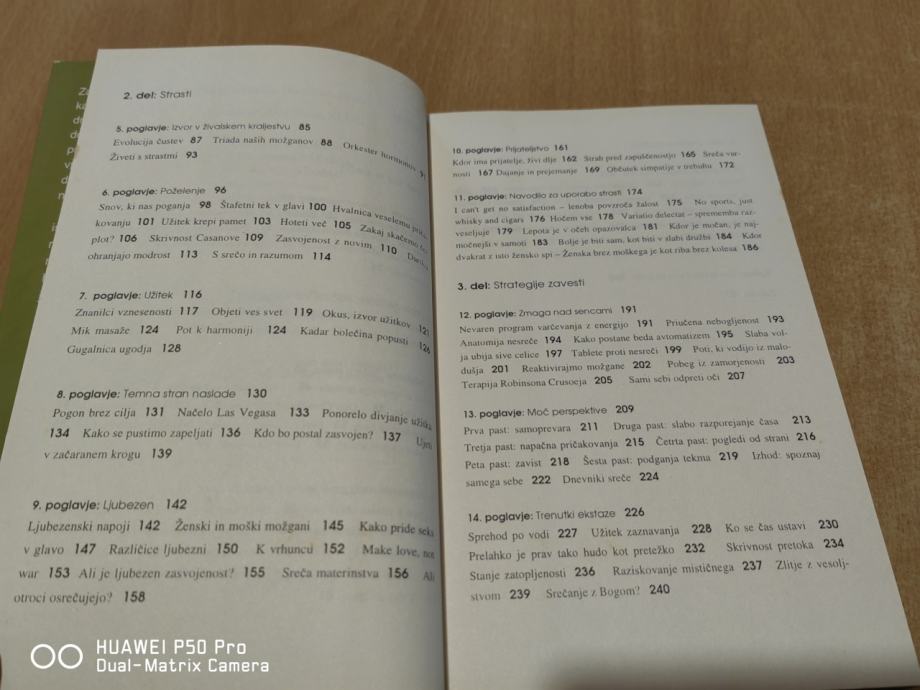 2. del: Strasti
5. poglavje: Izvor v živalskem kraljestvu 85
Evolucija čustev 87 Triada naših možganov 88 Orkester hormonov 91
Živeti s strastmi 93
6. poglavje: Poželenje 96
Snov, ki nas poganja 98 Štafetni tek v glavi 100 Hvalnica veselemu
kovanju 101 Užitek krepi pamet 103 Hoteti več 105 Zakaj skačemo
plot? 106 Skrivnost Casanove 109 Zasvojenost z novim 110
ohranjajo modrost 113 S srečo in razumom 114
7. poglavje: Užitek 116
Znanilci vznesenosti 117 Objeti ves svet 119 Okus, izvor užitkov 121
Mik masaže 124 Pot k harmoniji 124 Kadar bolečina popusti 126
Gugalnica ugodja 128
8. poglavje: Temna stran naslade 130
Pogon brez cilja 131 Načelo Las Vegasa 133 Ponorelo divjanje užitka
134 Kako se pustimo zapeljati 136 Kdo bo postal zasvojen? 137 Ujeti
v začaranem krogu 139
9. poglavje: Ljubezen 142
Ljubezenski napoji 142 Ženski in moški možgani 145 Kako pride seks
v glavo 147 Različice ljubezni 150 K vrhuncu 152 Make love, not
war 153 Ali je ljubezen zasvojenost? 155 Sreča materinstva 156 Ali
otroci osrečujejo? 158
10. poglavje: Prijateljstvo 161
Kdor ima prijatelje, živi dlje 162 Strah pred zapuščenostjo 165 Sreča var-
nosti 167 Dajanje in prejemanje 169 Občutek simpatije v trebuhu 172
11. poglavje: Navodila za uporabo strasti 174
I can't get no satisfaction – lenoba povzroča žalost 175 No sports, just
whisky and cigars 176 Hočem vse 178 Variatio delectat – sprememba raz-
veseljuje 179 Lepota je v očeh opazovalca 181 Kdor je močan, je naj-
močnejši v samoti 183 Bolje je biti sam, kot biti v slabi družbi 184 Kdor
dvakrat z isto žensko spi – Ženska brez moškega je kot riba brez kolesa 186
3. del: Strategije zavesti
12. poglavje: Zmaga nad sencami 191
Nevaren program varčevanja z energijo 191 Priučena nebogljenost 193
Anatomija nesreče 194 Kako postane beda avtomatizem 195 Slaba vol-
ja ubija sive celice 197 Tablete proti nesreči 199 Poti, ki vodijo iz malo-
dušja 201 Reaktivirajmo možgane 202 Pobeg iz zamorjenosti 203
Terapija Robinsona Crusoeja 205 Sami sebi odpreti oči 207
13. poglavje: Moč perspektive 209
Prva past: samoprevara 211 Druga past: slabo razporejanje časa 213
Tretja past: napačna pričakovanja 215 Četrta past: pogledi od strani 216
Peta past: zavist 218 Šesta past: podganja tekma 219 Izhod: spoznaj
samega sebe 222 Dnevniki sreče 224
14. poglavje: Trenutki ekstaze 226
Sprehod po vodi 227 Užitek zaznavanja 228 Ko se čas ustavi 230
Prelahko je prav tako hudo kot pretežko 232 Skrivnost pretoka 234
Stanje zatopljenosti 236 Raziskovanje mističnega 237 Zlitje z vesolj-
stvom 239 Srečanje z Bogom? 240
HUAWEI P50 Pro
Dual-Matrix Camera